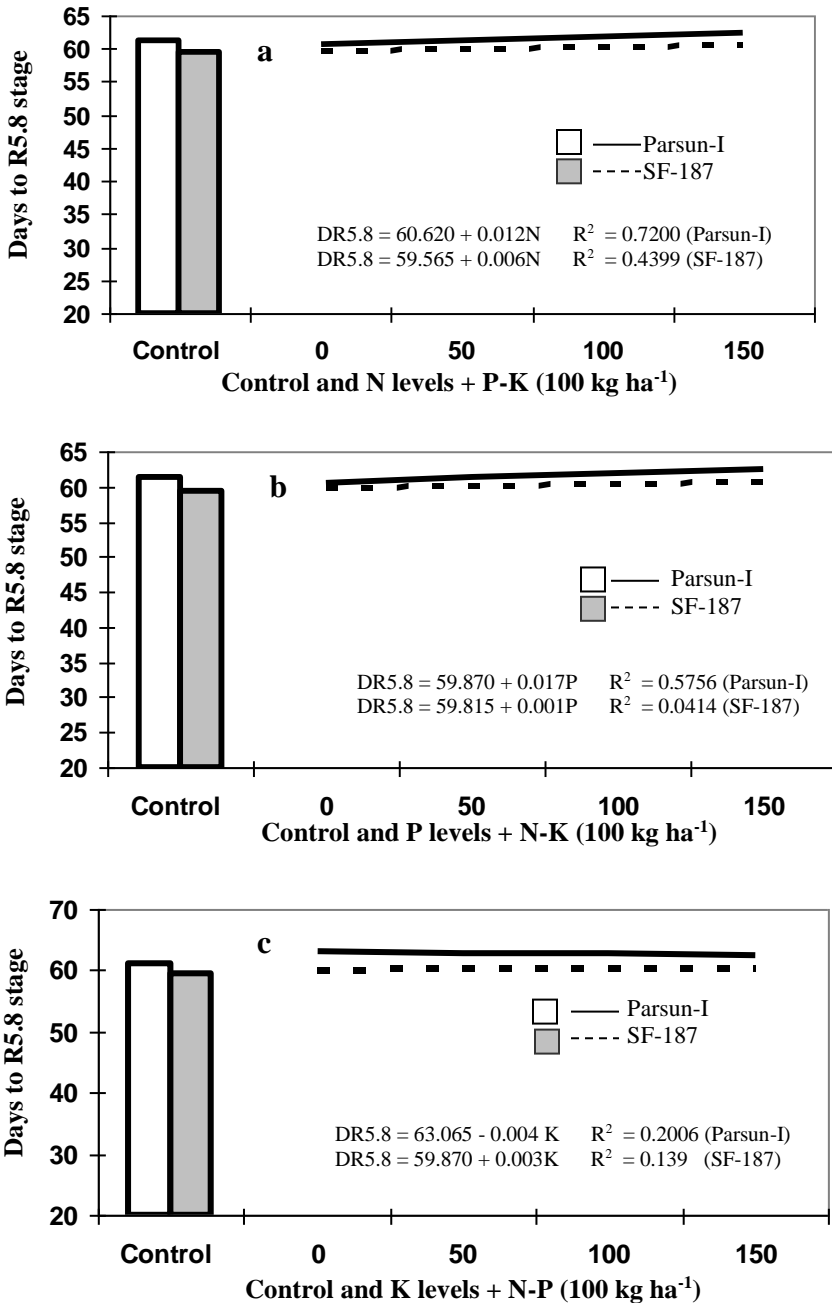 Days to R5.8 stage
65
60
55
50
45
40
35
30
25
20
a
Parsun-I
SF-187
DR5.8 = 60.620 + 0.012N R² = 0.7200 (Parsun-I)
DR5.8 = 59.565 + 0.006N R² = 0.4399 (SF-187)
Control 0 50 100 150
Control and N levels + P-K (100 kg ha⁻¹)
Days to R5.8 stage
65
60
55
50
45
40
35
30
25
20
b
Parsun-I
SF-187
DR5.8 = 59.870 + 0.017P R² = 0.5756 (Parsun-I)
DR5.8 = 59.815 + 0.001P R² = 0.0414 (SF-187)
Control 0 50 100 150
Control and P levels + N-K (100 kg ha⁻¹)
Days to R5.8 stage
70
60
50
40
30
20
c
Parsun-I
SF-187
DR5.8 = 63.065 - 0.004 K R² = 0.2006 (Parsun-I)
DR5.8 = 59.870 + 0.003K R² = 0.139 (SF-187)
Control 0 50 100 150
Control and K levels + N-P (100 kg ha⁻¹)